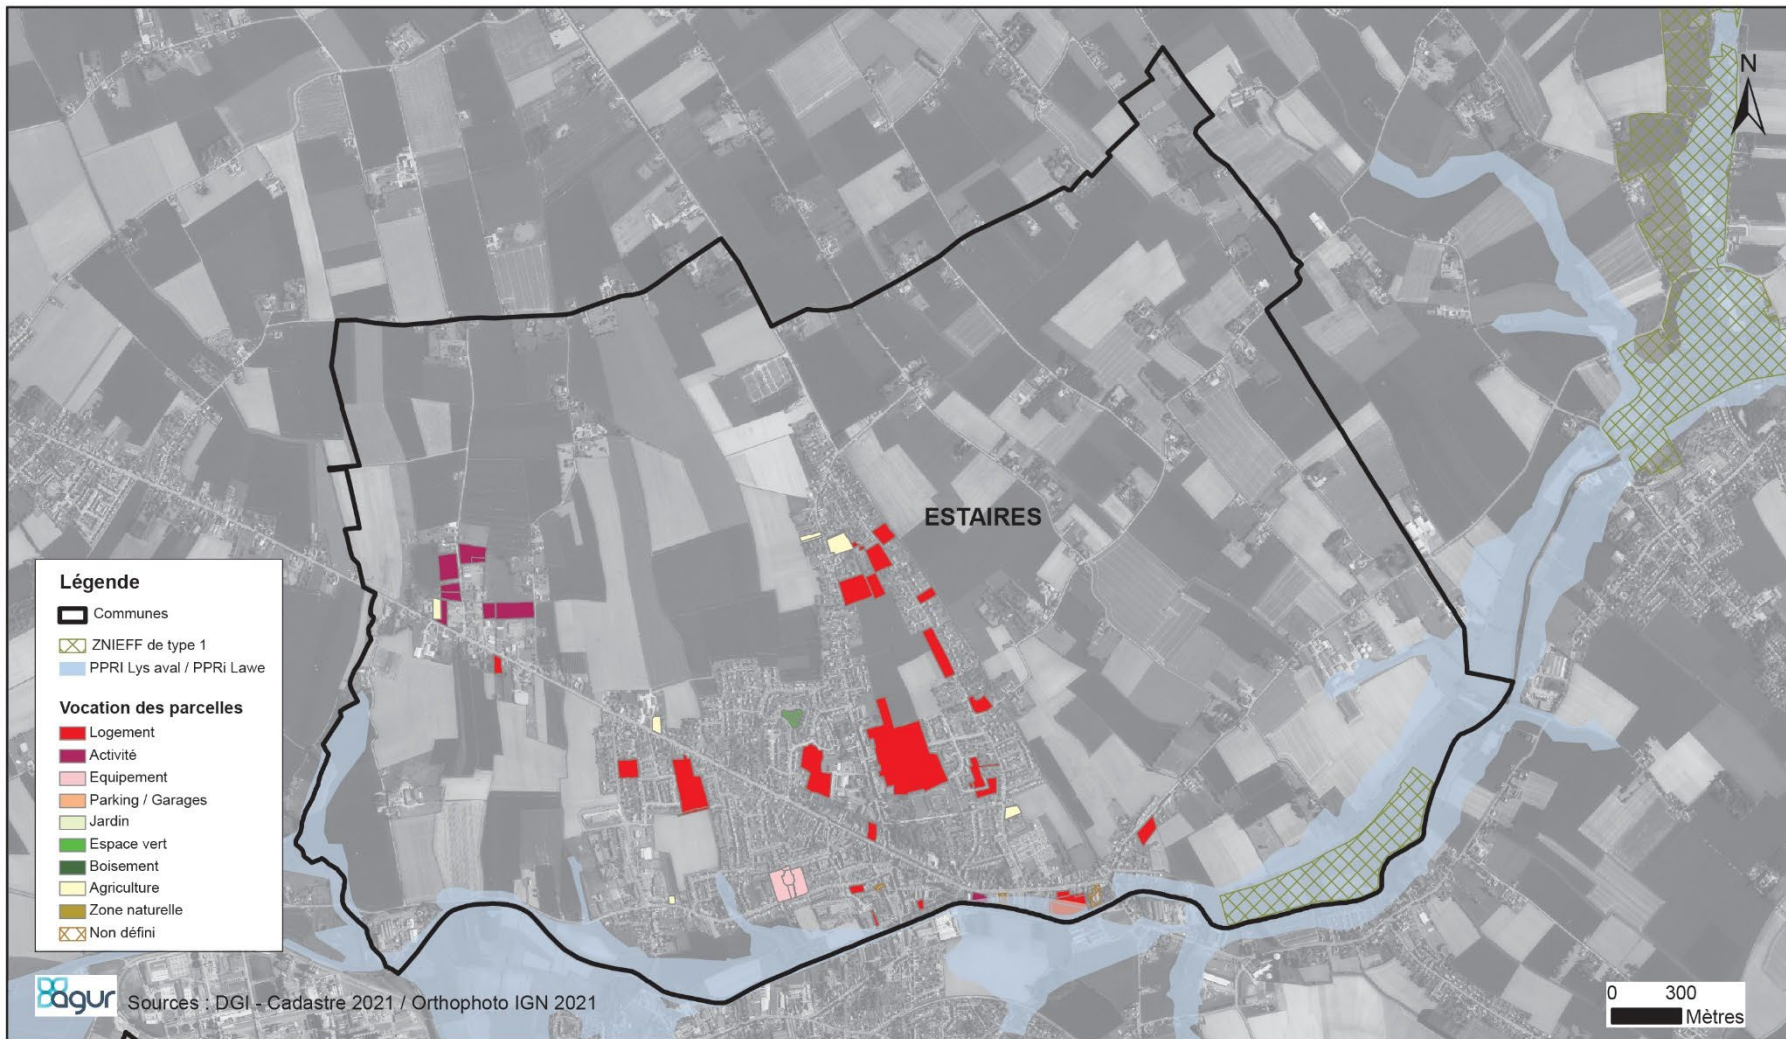 N
ESTAIRES
Légende
Communes
ZNIEFF de type 1
PPRI Lys aval / PPRi Lawe
Vocation des parcelles
Logement
Activité
Equipement
Parking / Garages
Jardin
Espace vert
Boisement
Agriculture
Zone naturelle
Non défini
agur
Sources : DGI - Cadastre 2021 / Orthophoto IGN 2021
0 300
Mètres